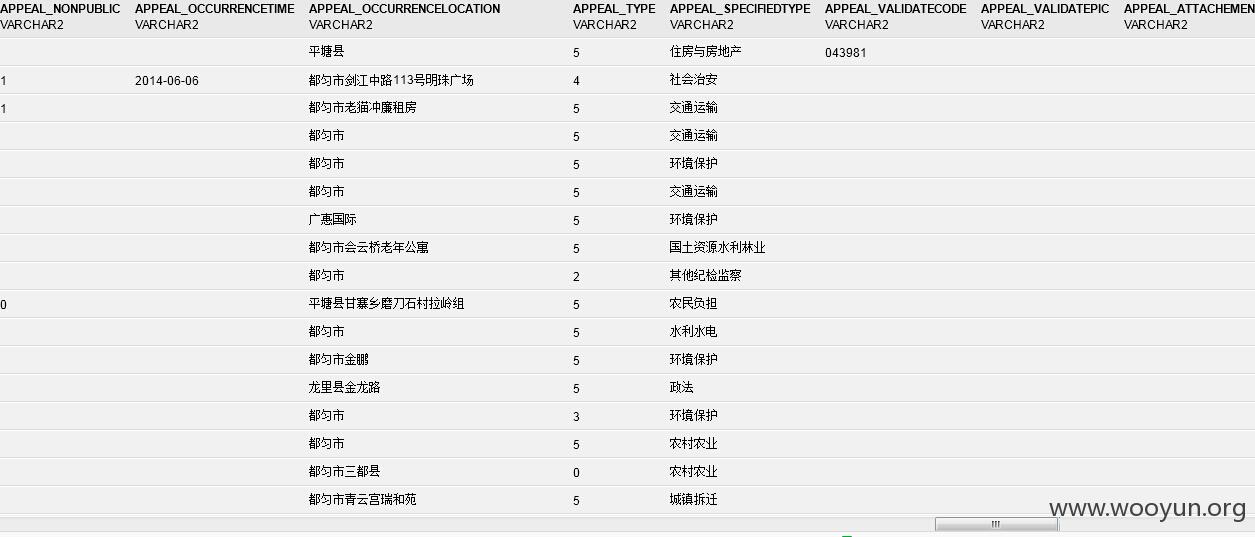 APPEAL_NONPUBLIC APPEAL_OCCURRENCETIME APPEAL_OCCURRENCELOCATION APPEAL_TYPE APPEAL_SPECIFIEDTYPE APPEAL_VALIDATECODE APPEAL_VALIDATEPIC APPEAL_ATTACHEMEN
VARCHAR2 VARCHAR2 VARCHAR2 VARCHAR2 VARCHAR2 VARCHAR2 VARCHAR2 VARCHAR2
平塘县 5 住房与房地产 043981
1 2014-06-06 都匀市剑江中路113号明珠广场 4 社会治安
1 都匀市老猫冲廉租房 5 交通运输
都匀市 5 交通运输
都匀市 5 环境保护
都匀市 5 交通运输
广惠国际 5 环境保护
都匀市会云桥老年公寓 5 国土资源水利林业
都匀市 2 其他纪检监察
0 平塘县甘寨乡磨刀石村拉岭组 5 农民负担
都匀市 5 水利水电
都匀市金鹏 5 环境保护
龙里县金龙路 5 政法
都匀市 3 环境保护
都匀市 5 农村农业
都匀市三都县 0 农村农业
都匀市青云宫瑞和苑 5 城镇拆迁
www.wooyun.org